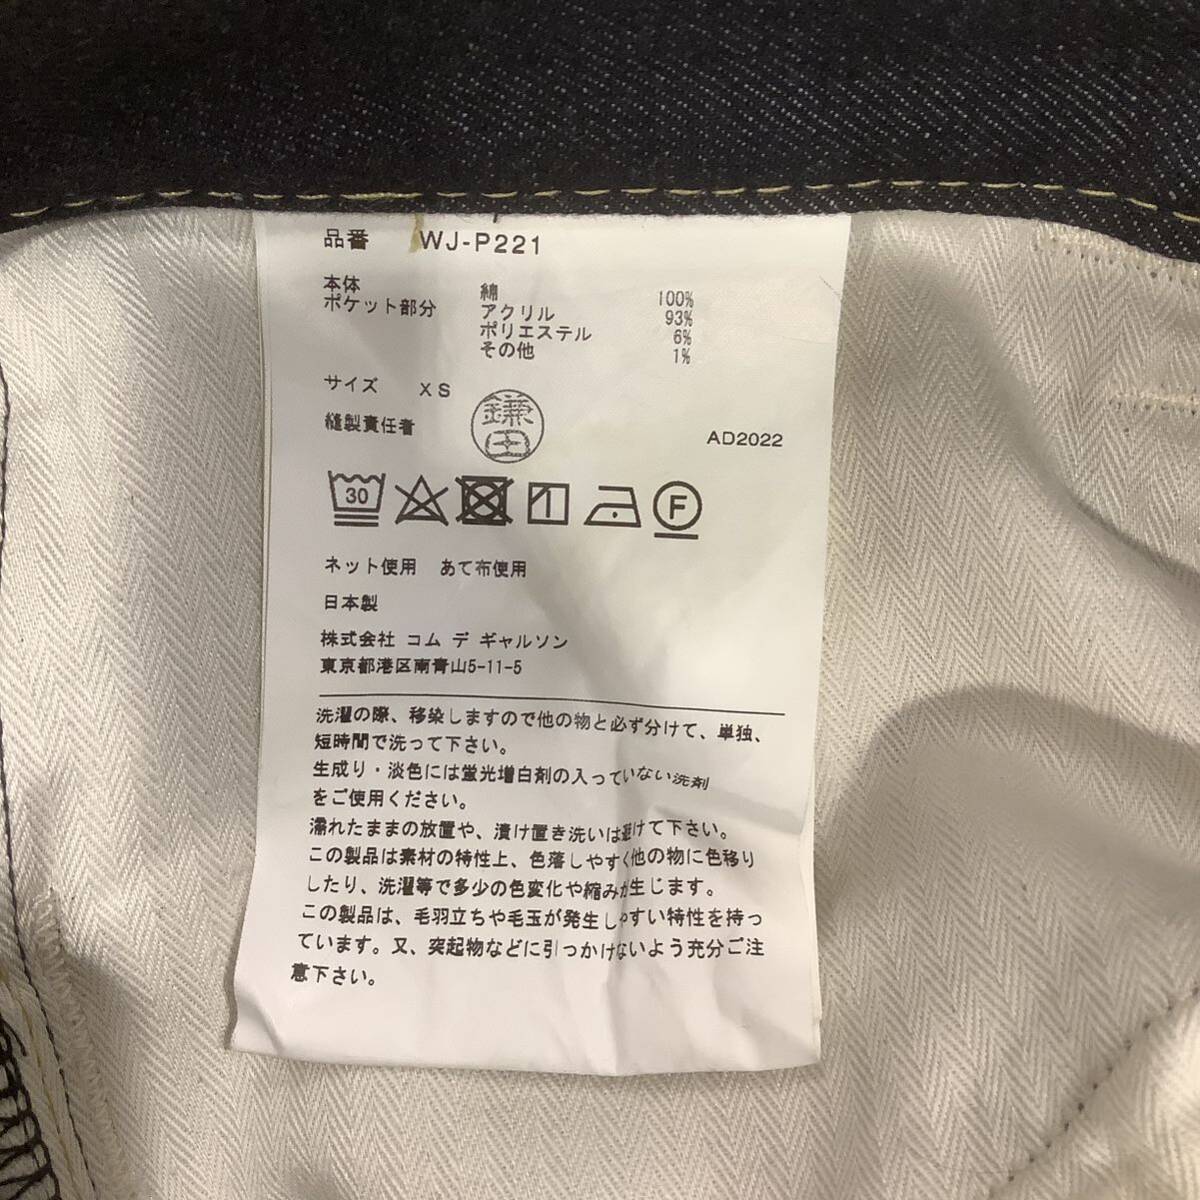 品番 WJ-P221
本体 綿 100%
ポケット部分 アクリル 93%
ポリエステル 6%
その他 1%
サイズ XS
縫製責任者 鎌田
AD2022
30 F
ネット使用 あて布使用
日本製
株式会社 コム デ ギャルソン
東京都港区南青山5-11-5
洗濯の際、移染しますので他の物と必ず分けて、単独、
短時間で洗って下さい。
生成り・淡色には蛍光増白剤の入っていない洗剤
をご使用ください。
濡れたままの放置や、漬け置き洗いは避けて下さい。
この製品は素材の特性上、色落しやすく他の物に色移り
したり、洗濯等で多少の色変化や縮みが生じます。
この製品は、毛羽立ちや毛玉が発生しやすい特性を持っ
ています。又、突起物などに引っかけないよう充分ご注
意下さい。